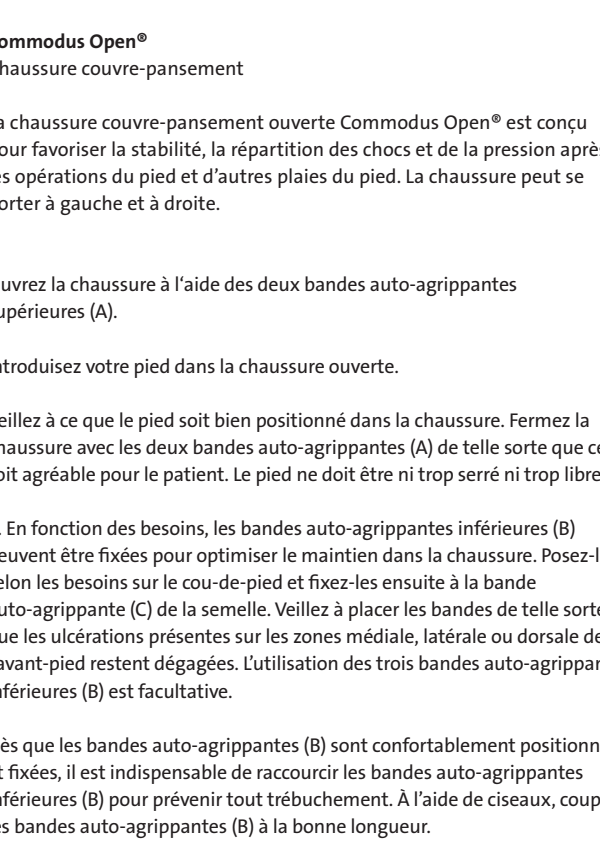 ommodus Open®
haussure couvre-pansement
a chaussure couvre-pansement ouverte Commodus Open® est conçu
our favoriser la stabilité, la répartition des chocs et de la pression après
es opérations du pied et d’autres plaies du pied. La chaussure peut se
orter à gauche et à droite.
uvrez la chaussure à l‘aide des deux bandes auto-agrippantes
upérieures (A).
ntroduisez votre pied dans la chaussure ouverte.
eillez à ce que le pied soit bien positionné dans la chaussure. Fermez la
haussure avec les deux bandes auto-agrippantes (A) de telle sorte que ce
oit agréable pour le patient. Le pied ne doit être ni trop serré ni trop libre
. En fonction des besoins, les bandes auto-agrippantes inférieures (B)
euvent être fixées pour optimiser le maintien dans la chaussure. Posez-l
elon les besoins sur le cou-de-pied et fixez-les ensuite à la bande
uto-agrippante (C) de la semelle. Veillez à placer les bandes de telle sorte
ue les ulcérations présentes sur les zones médiale, latérale ou dorsale de
avant-pied restent dégagées. L’utilisation des trois bandes auto-agrippan
nférieures (B) est facultative.
ès que les bandes auto-agrippantes (B) sont confortablement positionn
t fixées, il est indispensable de raccourcir les bandes auto-agrippantes
nférieures (B) pour prévenir tout trébuchement. À l’aide de ciseaux, coup
es bandes auto-agrippantes (B) à la bonne longueur.